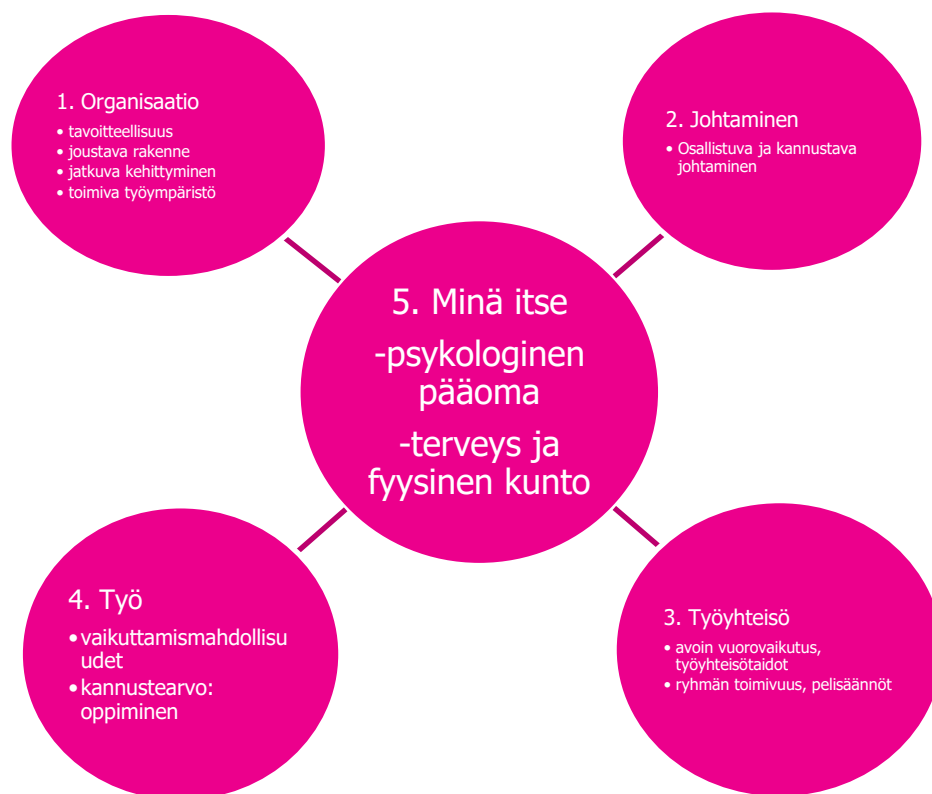 1. Organisaatio
• tavoitteellisuus
• joustava rakenne
• jatkuva kehittyminen
• toimiva työympäristö
2. Johtaminen
• Osallistuva ja kannustava
johtaminen
5. Minä itse
-psykologinen
pääoma
-terveys ja
fyysinen kunto
4. Työ
•vaikuttamismahdollisu
udet
•kannustearvo:
oppiminen
3. Työyhteisö
• avoin vuorovaikutus,
työyhteisötaidot
• ryhmän toimivuus, pelisäännöt